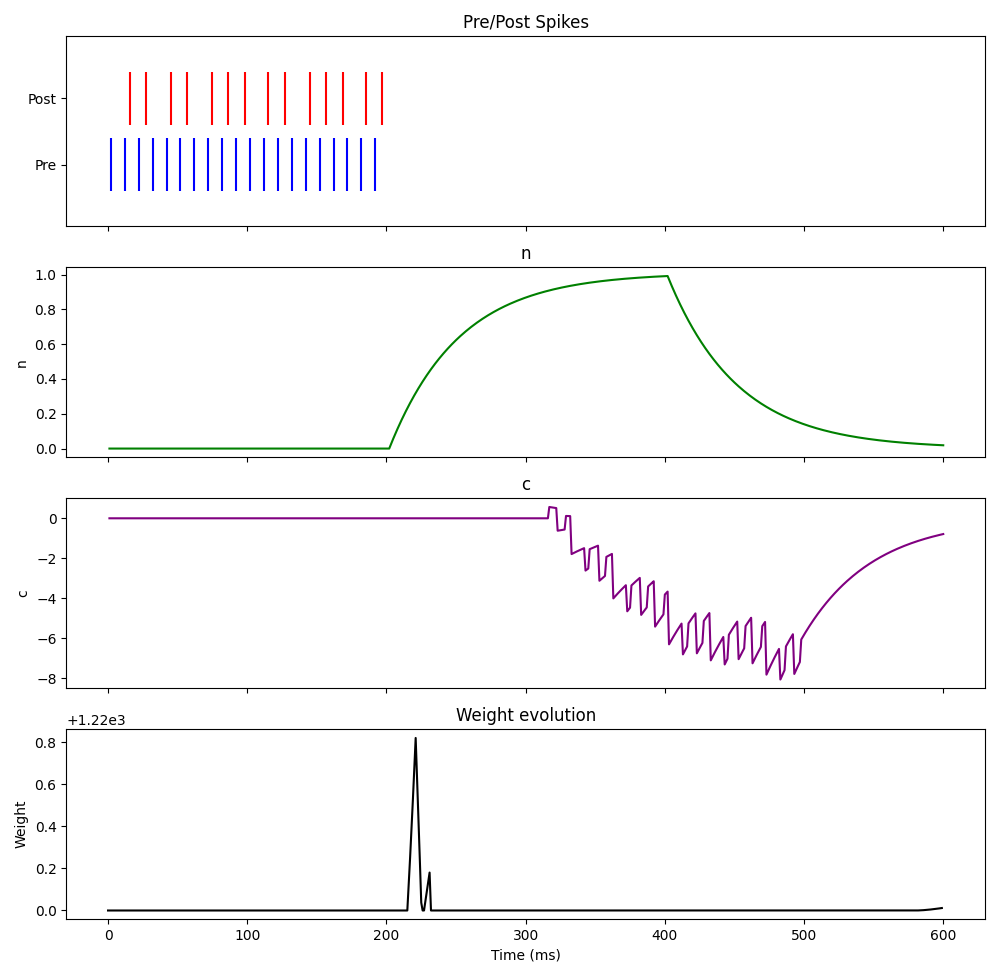 Pre/Post Spikes
Post
Pre
n
1.0
0.8
0.6
0.4
0.2
0.0
n
c
0
−2
−4
−6
−8
c
Weight evolution
+1.22e3
0.8
0.6
0.4
0.2
0.0
Weight
0 100 200 300 400 500 600
Time (ms)